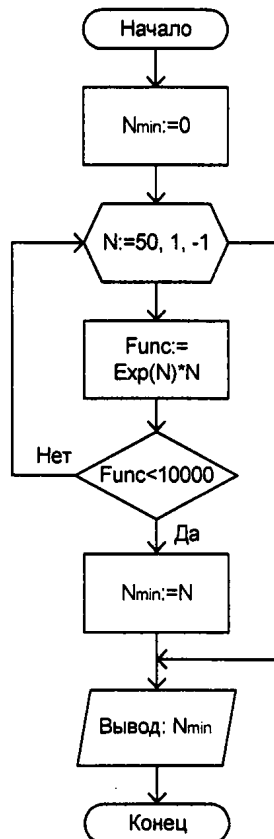 Начало
Nmin:=0
N:=50, 1, -1
Func:=
Exp(N)*N
Нет
Func<10000
Да
Nmin:=N
Вывод: Nmin
Конец